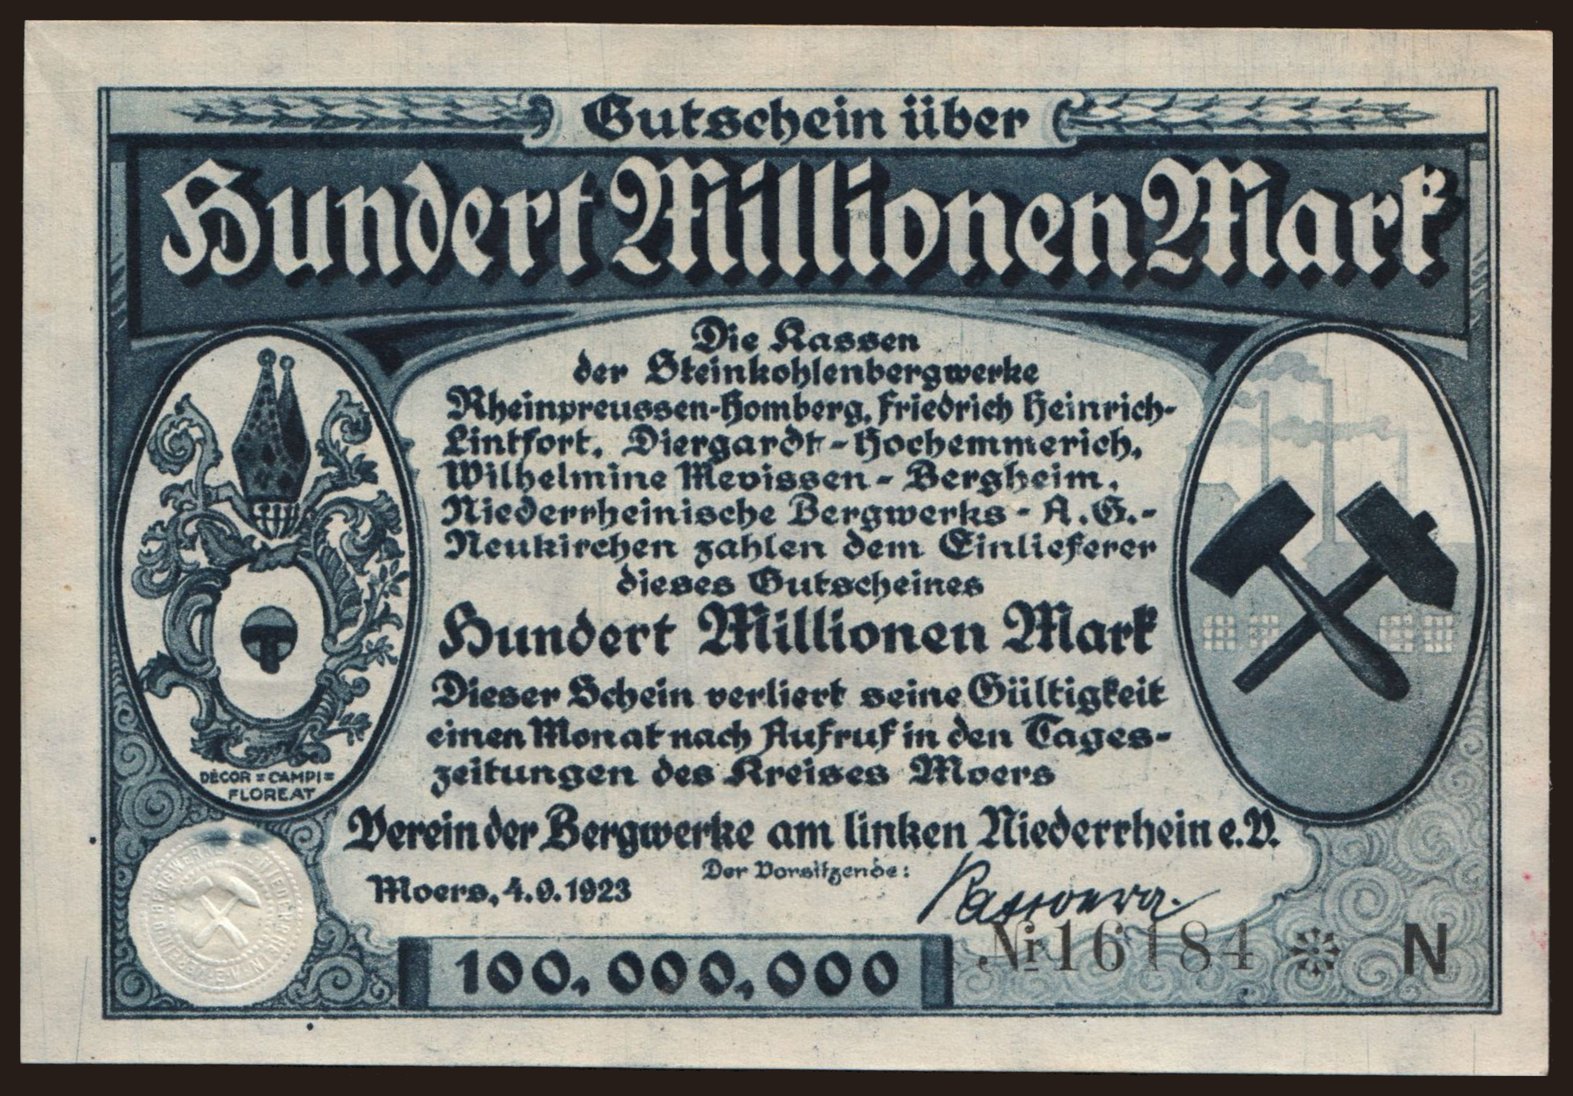 Gutschein über
Hundert Millionen Mark
Die Kassen
der Steinkohlenbergwerke
Rheinpreussen-Homberg, Friedrich Heinrich-
Lintfort, Diergardt-Hochemmerich,
Wilhelmine Mevissen-Bergheim,
Niederrheinische Bergwerks-A.G.-
Neukirchen zahlen dem Einlieferer
dieses Gutscheines
Hundert Millionen Mark
Dieser Schein verliert seine Gültigkeit
einen Monat nach Aufruf in den Tages-
zeitungen des Kreises Moers
DECOR=CAMPI=
FLOREAT
Verein der Bergwerke am linken Niederrhein e.V.
Der Vorsitzende:
Moers, 4.9.1923
№ 16184 * N
100,000,000